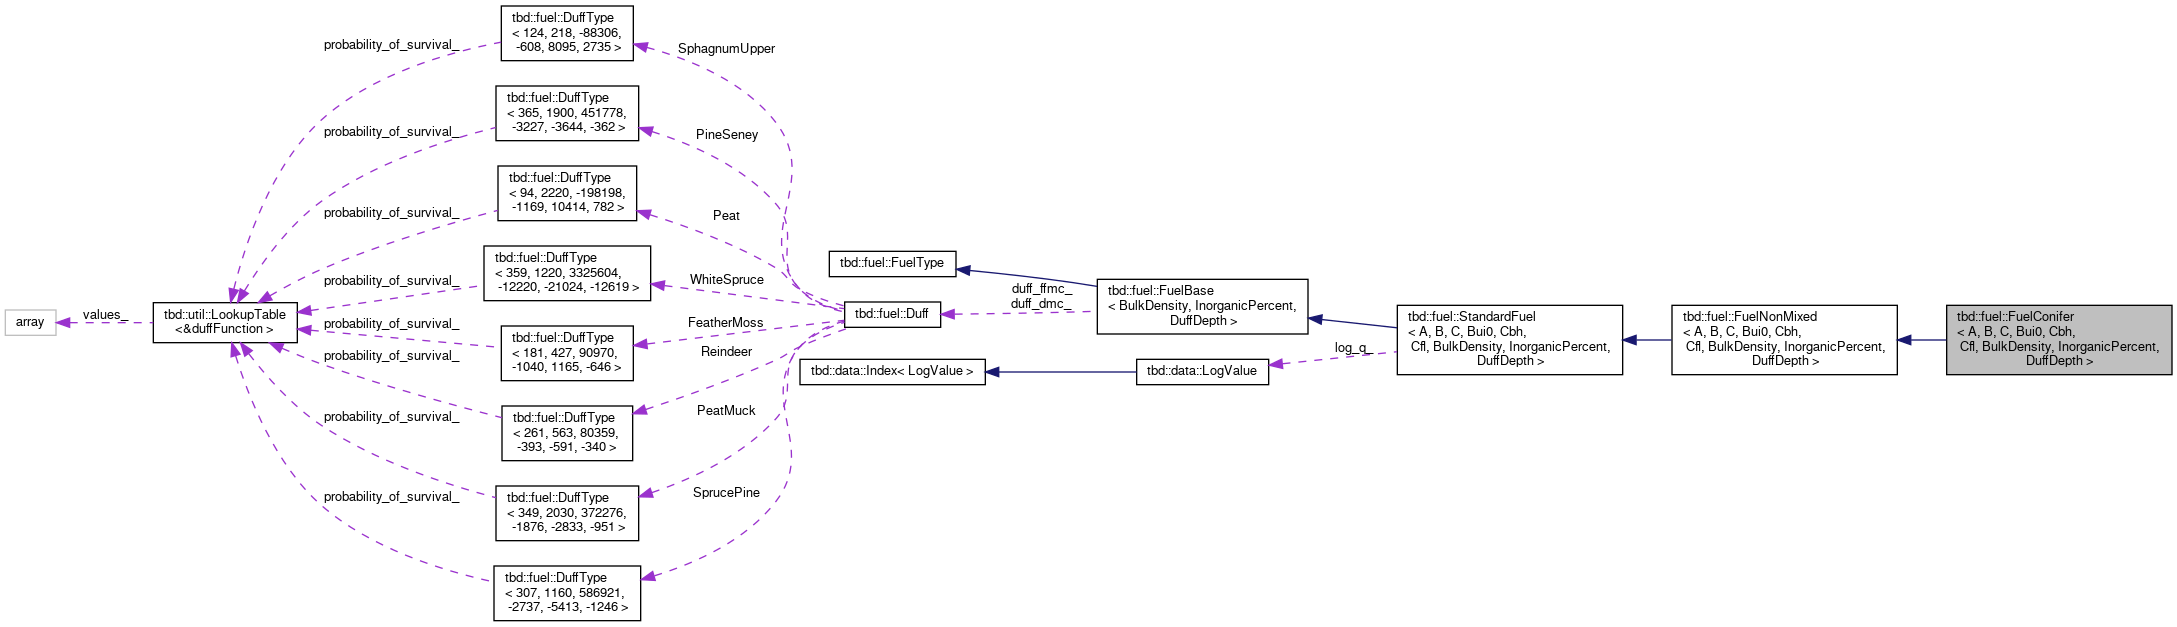 tbd::fuel::DuffType
< 124, 218, -88306,
-608, 8095, 2735 >
probability_of_survival_
SphagnumUpper
tbd::fuel::DuffType
< 365, 1900, 451778,
-3227, -3644, -362 >
probability_of_survival_
PineSeney
tbd::fuel::DuffType
< 94, 2220, -198198,
-1169, 10414, 782 >
probability_of_survival_
Peat
tbd::fuel::DuffType
< 359, 1220, 3325604,
-12220, -21024, -12619 >
probability_of_survival_
WhiteSpruce
tbd::fuel::DuffType
< 181, 427, 90970,
-1040, 1165, -646 >
probability_of_survival_
FeatherMoss
tbd::fuel::DuffType
< 261, 563, 80359,
-393, -591, -340 >
probability_of_survival_
Reindeer
tbd::fuel::DuffType
< 349, 2030, 372276,
-1876, -2833, -951 >
probability_of_survival_
PeatMuck
tbd::fuel::DuffType
< 307, 1160, 586921,
-2737, -5413, -1246 >
probability_of_survival_
SprucePine
array
values_
tbd::util::LookupTable
<&duffFunction >
tbd::fuel::FuelType
tbd::fuel::Duff
duff_ffmc_
duff_dmc_
tbd::fuel::FuelBase
< BulkDensity, InorganicPercent,
DuffDepth >
tbd::data::Index< LogValue >
tbd::data::LogValue
log_q_
tbd::fuel::StandardFuel
< A, B, C, Bui0, Cbh,
Cfl, BulkDensity, InorganicPercent,
DuffDepth >
tbd::fuel::FuelNonMixed
< A, B, C, Bui0, Cbh,
Cfl, BulkDensity, InorganicPercent,
DuffDepth >
tbd::fuel::FuelConifer
< A, B, C, Bui0, Cbh,
Cfl, BulkDensity, InorganicPercent,
DuffDepth >